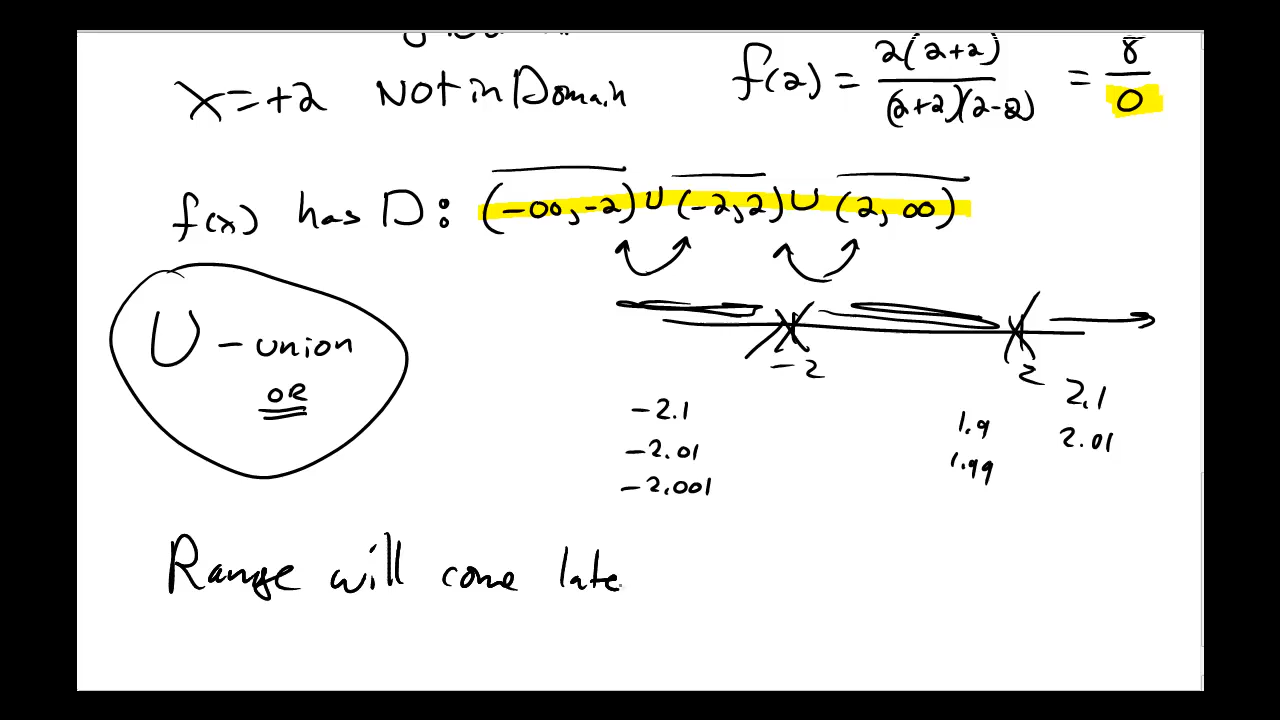 x=+2 Not in Domain
f(2) = 2(2+2) / (2+2)(2-2) = 8 / 0
f(x) has D: (-∞,-2) ∪ (-2,2) ∪ (2,∞)
∪ - union
OR
-2 2
-2.1 1.9 2.1
-2.01 1.99 2.01
-2.001
Range will come late